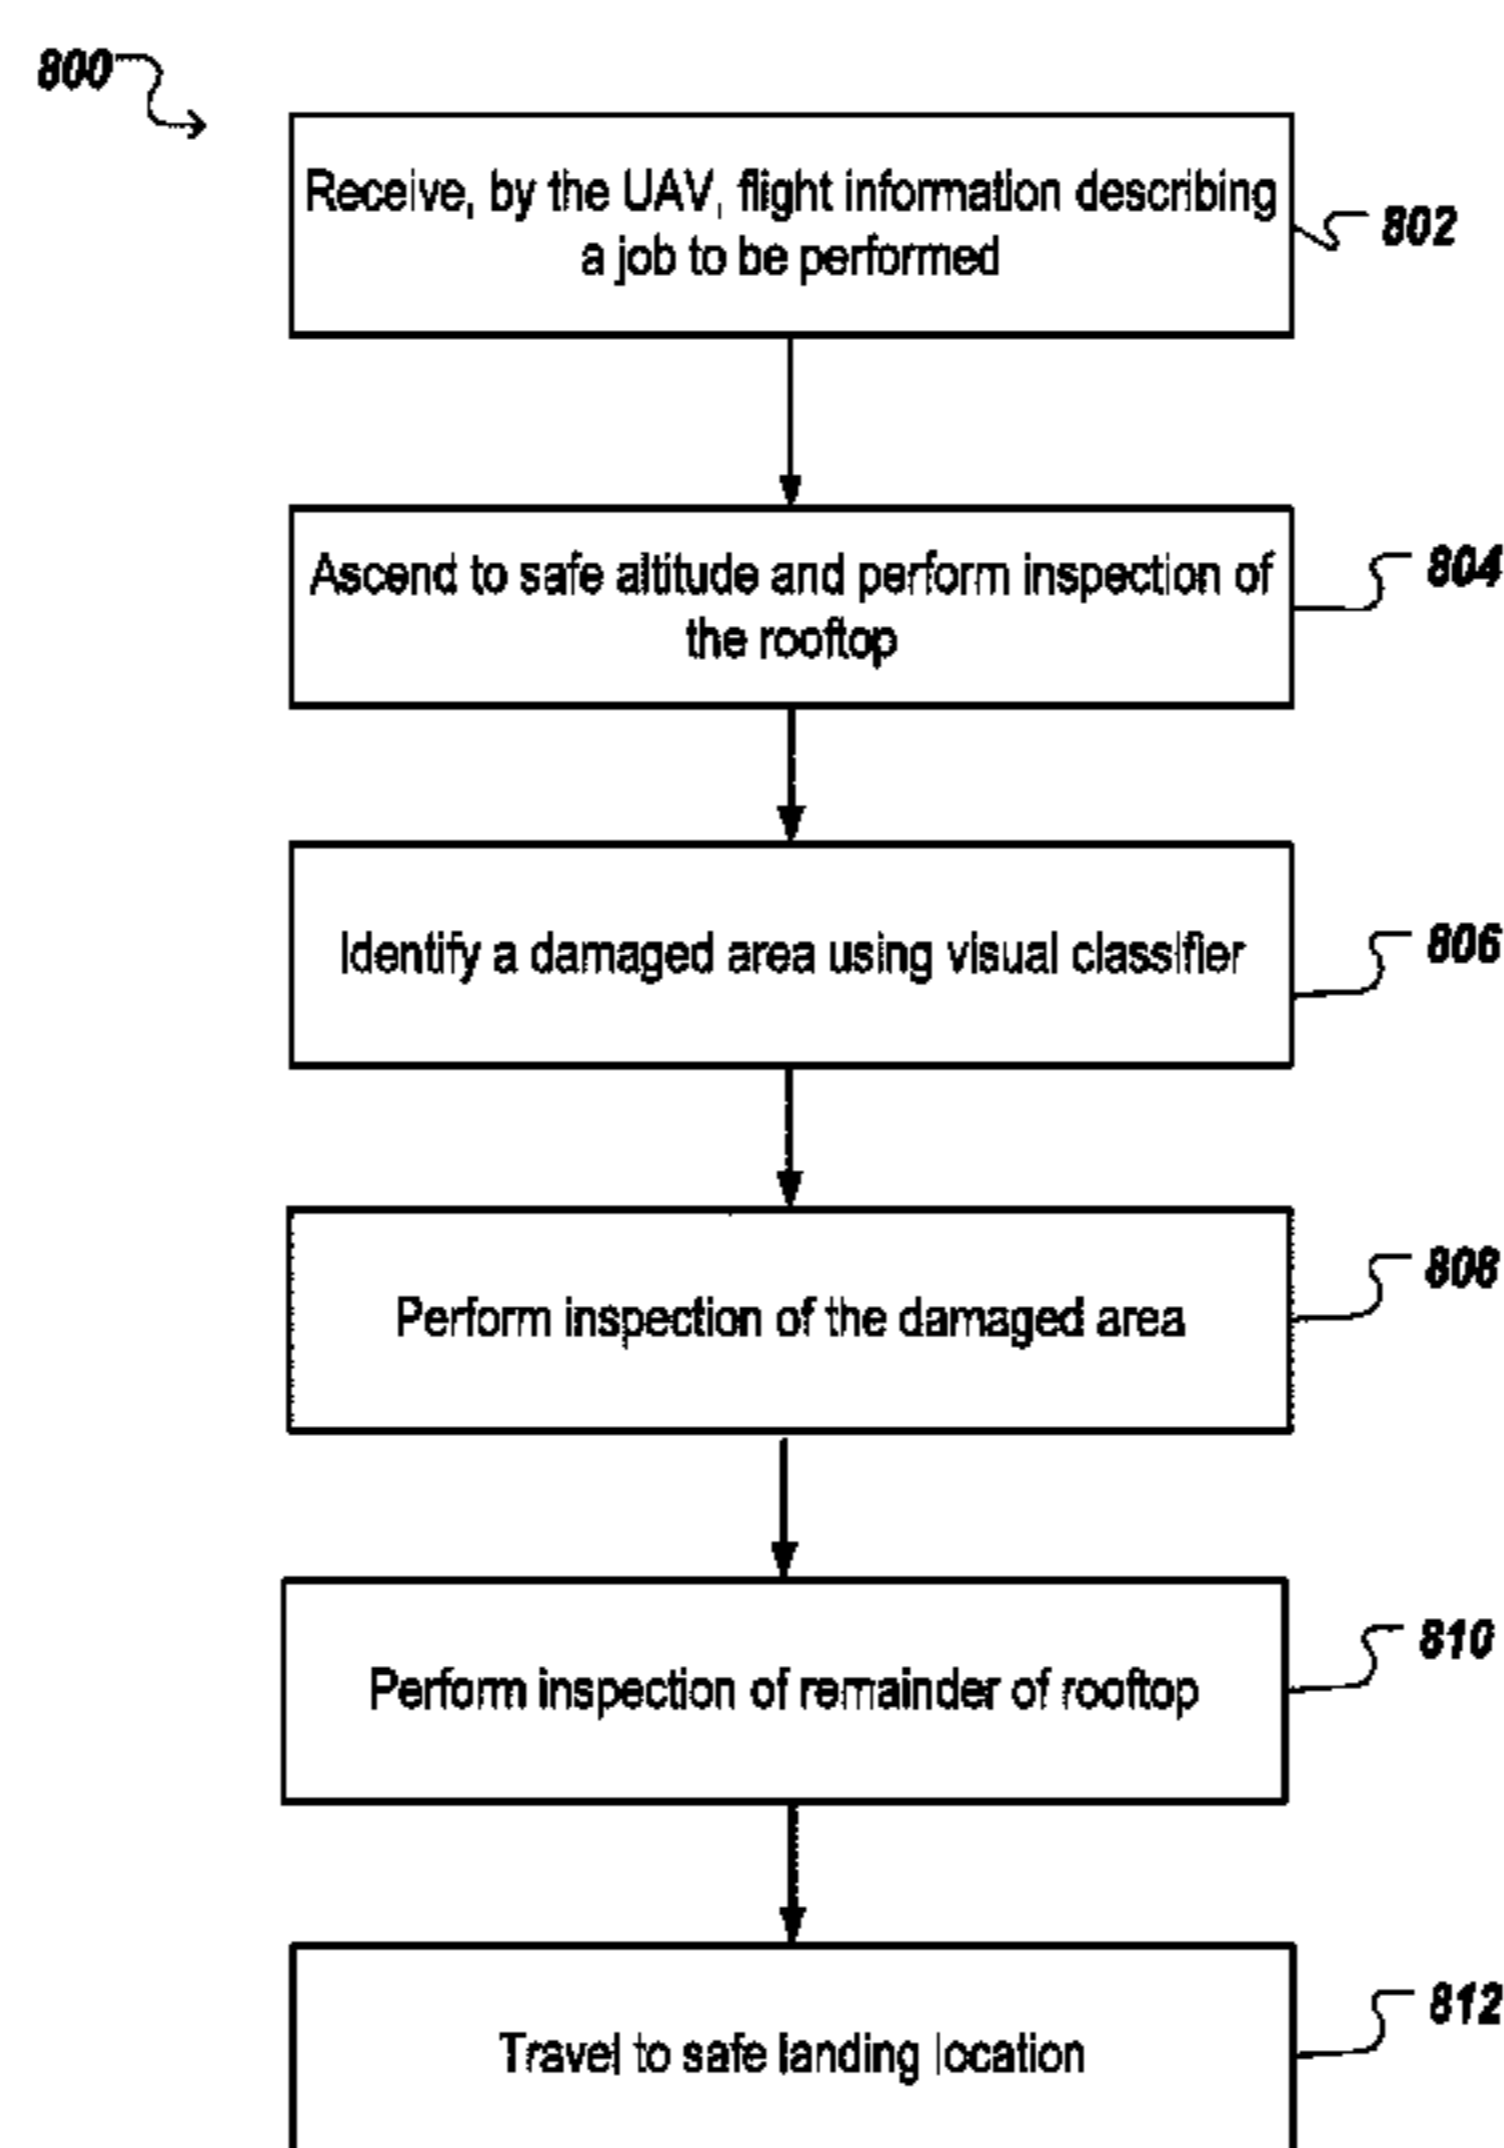 800
Receive, by the UAV, flight information describing
a job to be performed
802
Ascend to safe altitude and perform inspection of
the rooftop
804
Identify a damaged area using visual classifier
806
Perform inspection of the damaged area
808
Perform inspection of remainder of rooftop
810
Travel to safe landing location
812